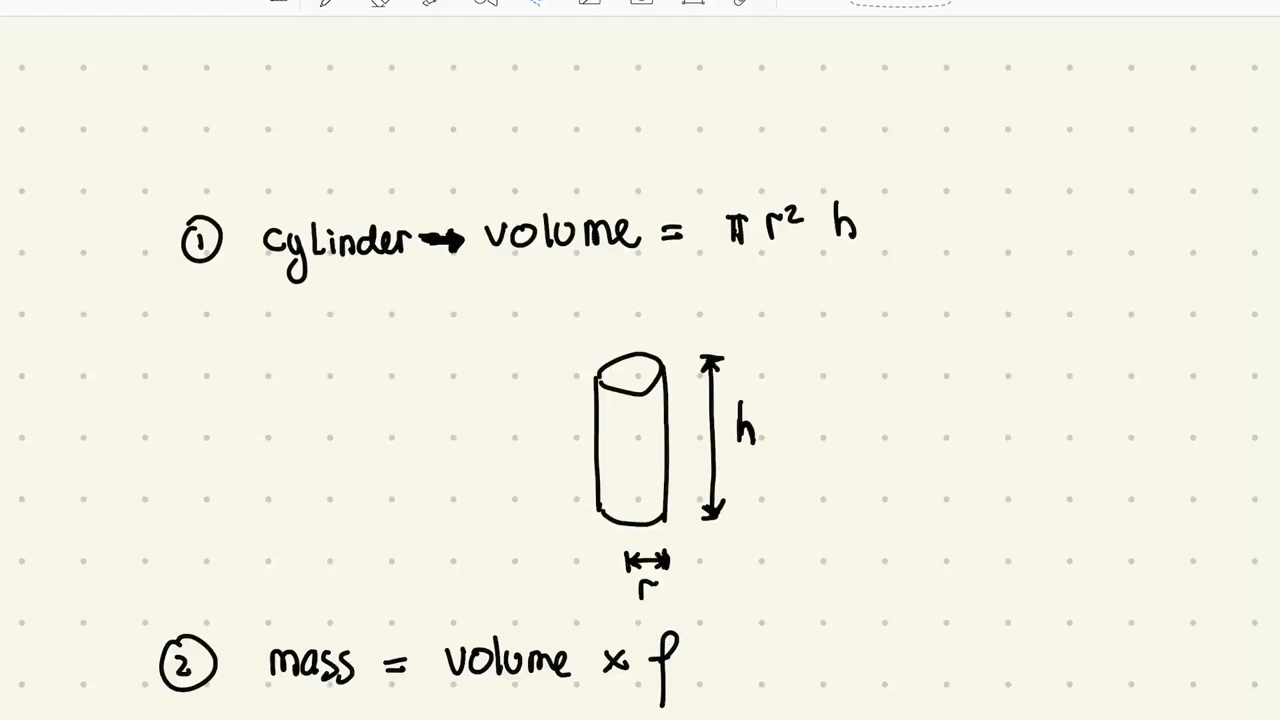 ① cylinder → volume = π r² h
h
r
② mass = volume × ρ